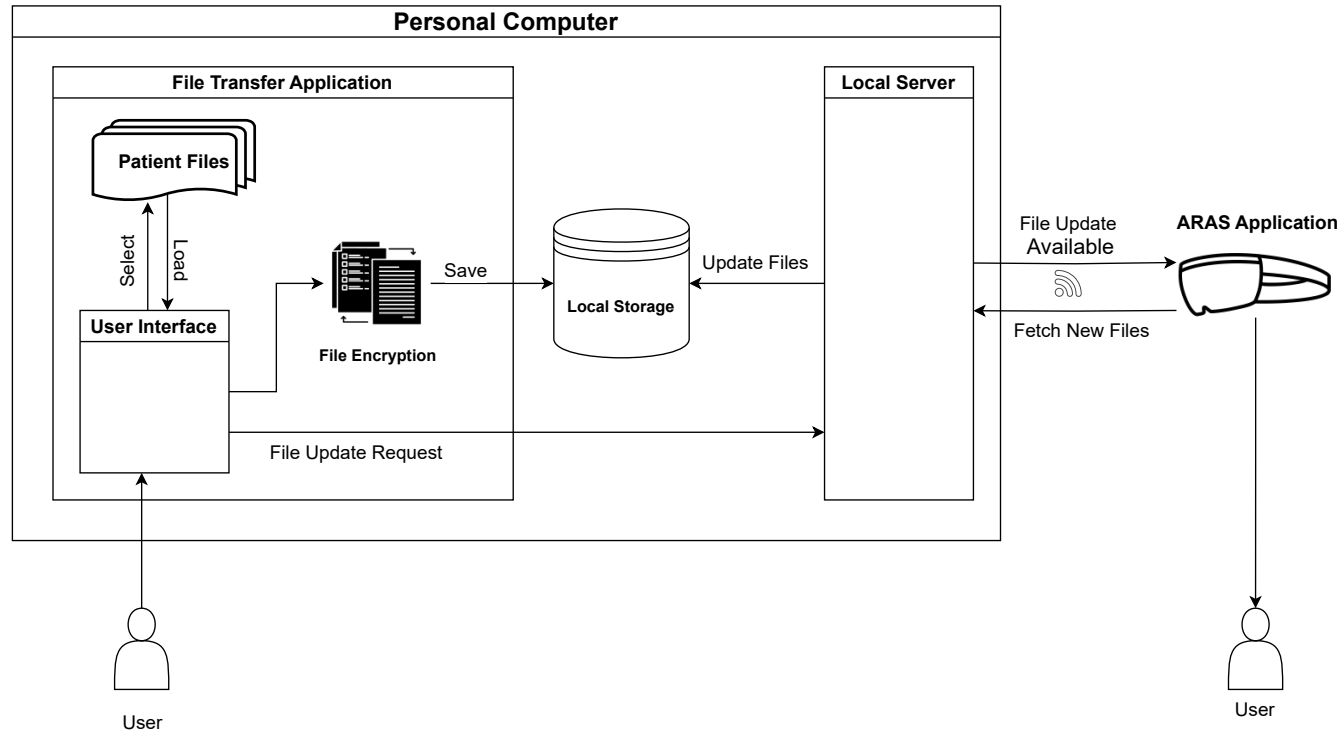 Personal Computer
File Transfer Application
Local Server
Patient Files
Select
Load
User Interface
File Encryption
Save
Local Storage
Update Files
File Update
Available
ARAS Application
Fetch New Files
File Update Request
User
User